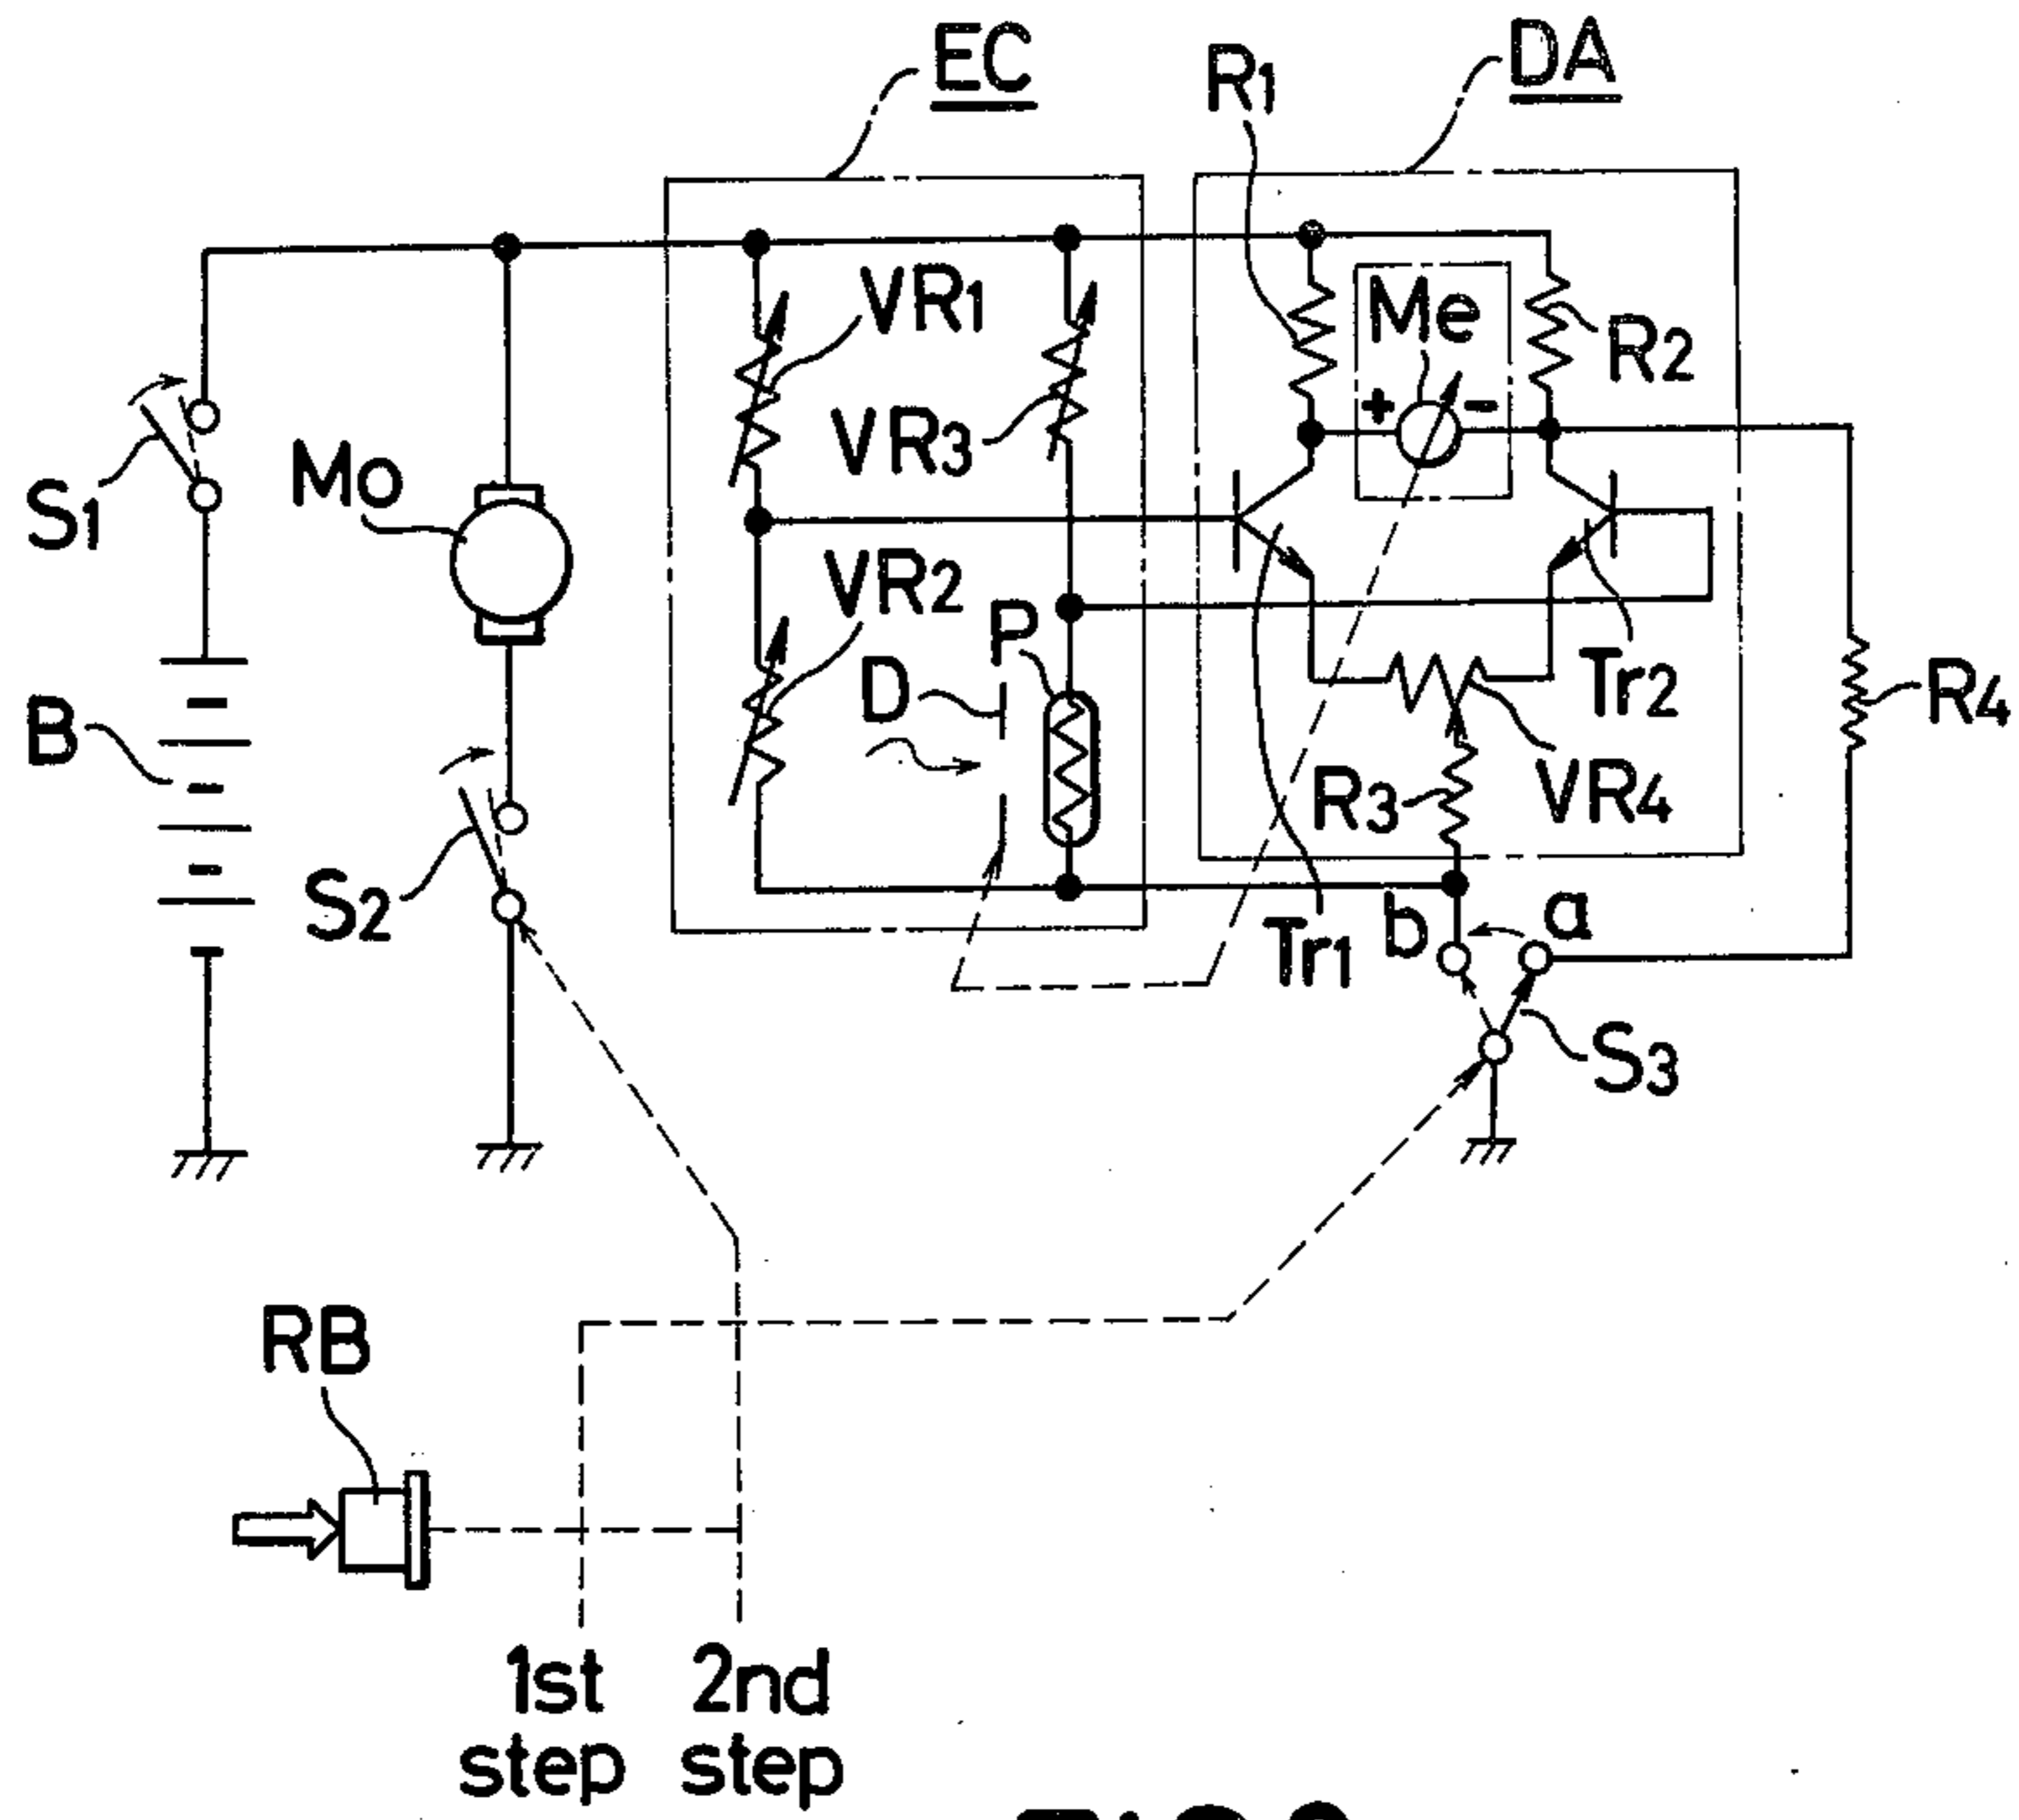 EC
DA
R1
VR1
Me
R2
+ -
VR3
Mo
S1
VR2
P
D
Tr2
R4
B
R3
VR4
S2
b
a
Tr1
S3
RB
1st
step
2nd
step